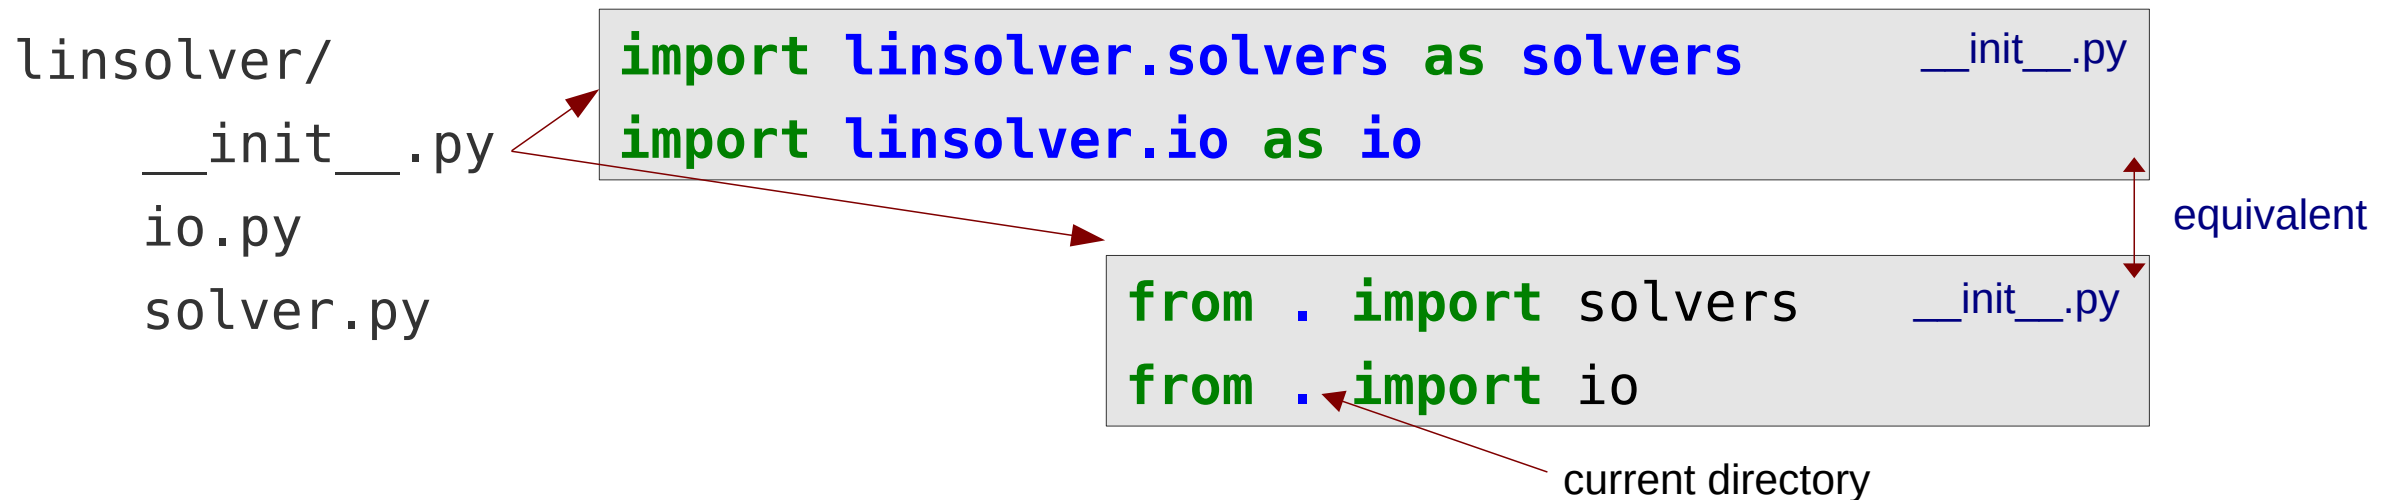 linsolver/
__init__.py
io.py
solver.py
import linsolver.solvers as solvers
__init__.py
import linsolver.io as io
equivalent
from . import solvers
__init__.py
from . import io
current directory